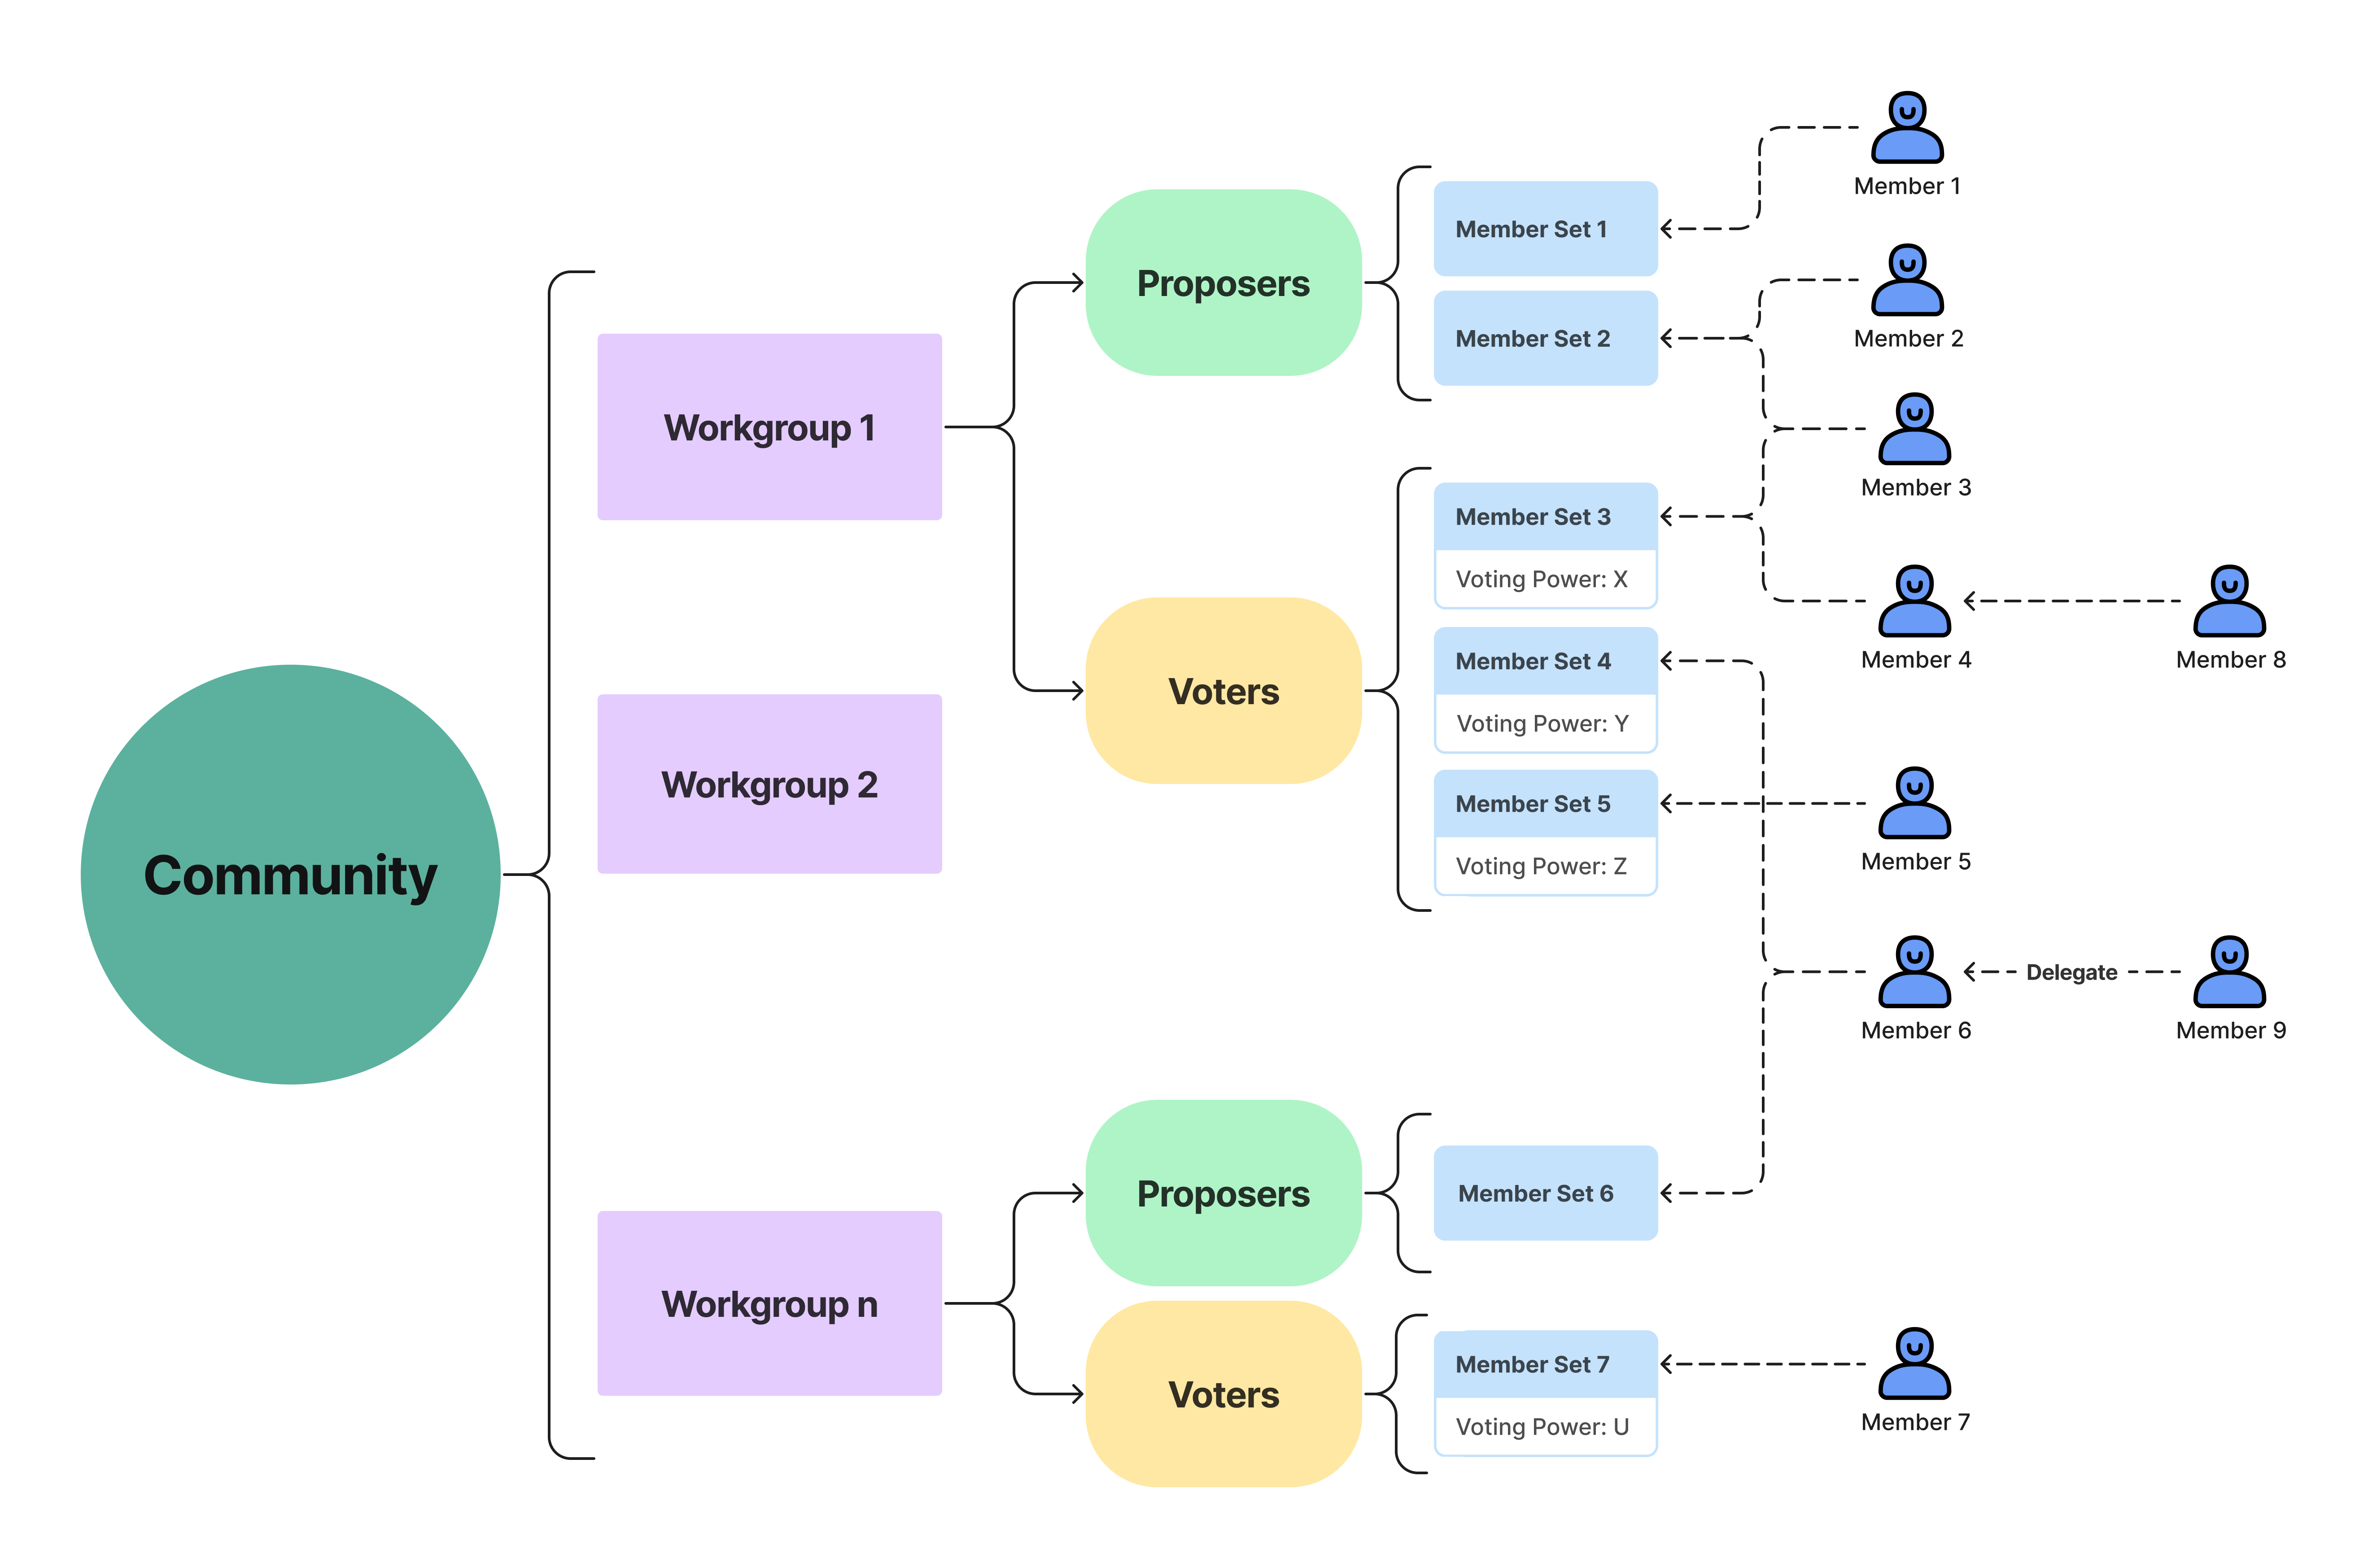 Community
Workgroup 1
Workgroup 2
Workgroup n
Proposers
Voters
Proposers
Voters
Member Set 1
Member Set 2
Member Set 3
Voting Power: X
Member Set 4
Voting Power: Y
Member Set 5
Voting Power: Z
Member Set 6
Member Set 7
Voting Power: U
Member 1
Member 2
Member 3
Member 4
Member 5
Member 6
Member 7
Delegate
Member 8
Member 9